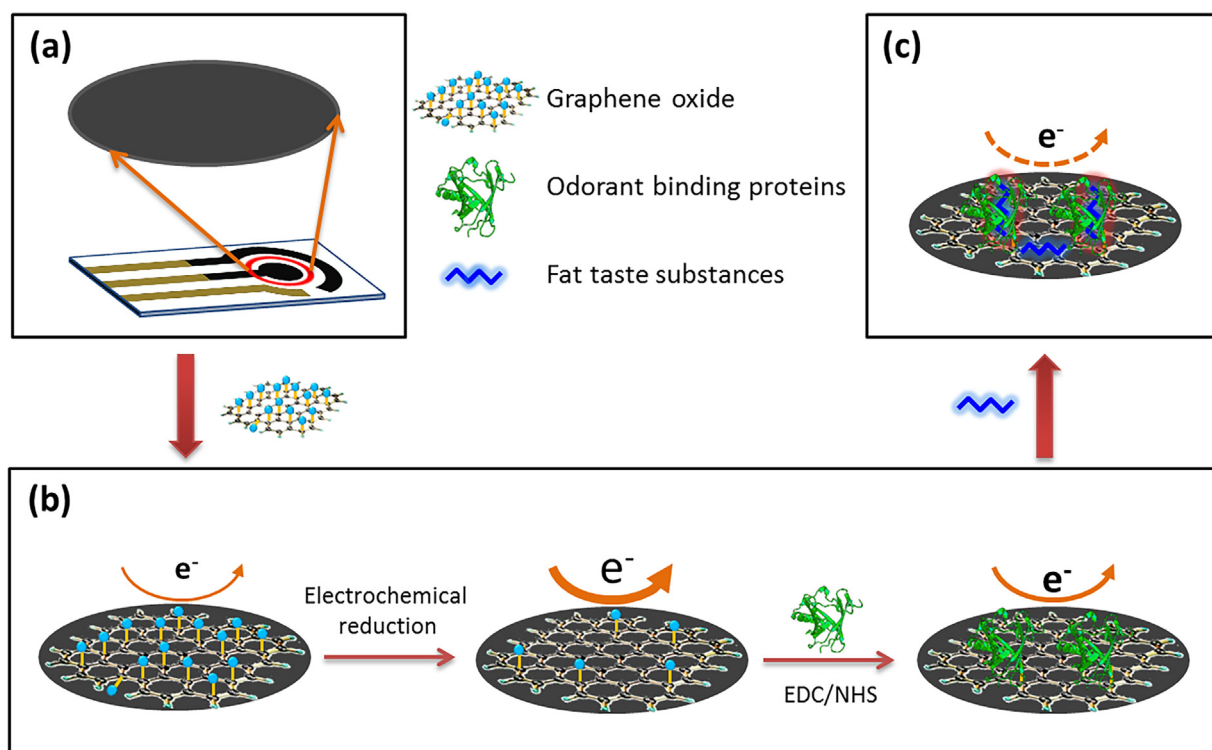 (a)
Graphene oxide
Odorant binding proteins
Fat taste substances
(c)
e⁻
(b)
e⁻
Electrochemical
reduction
e⁻
EDC/NHS
e⁻